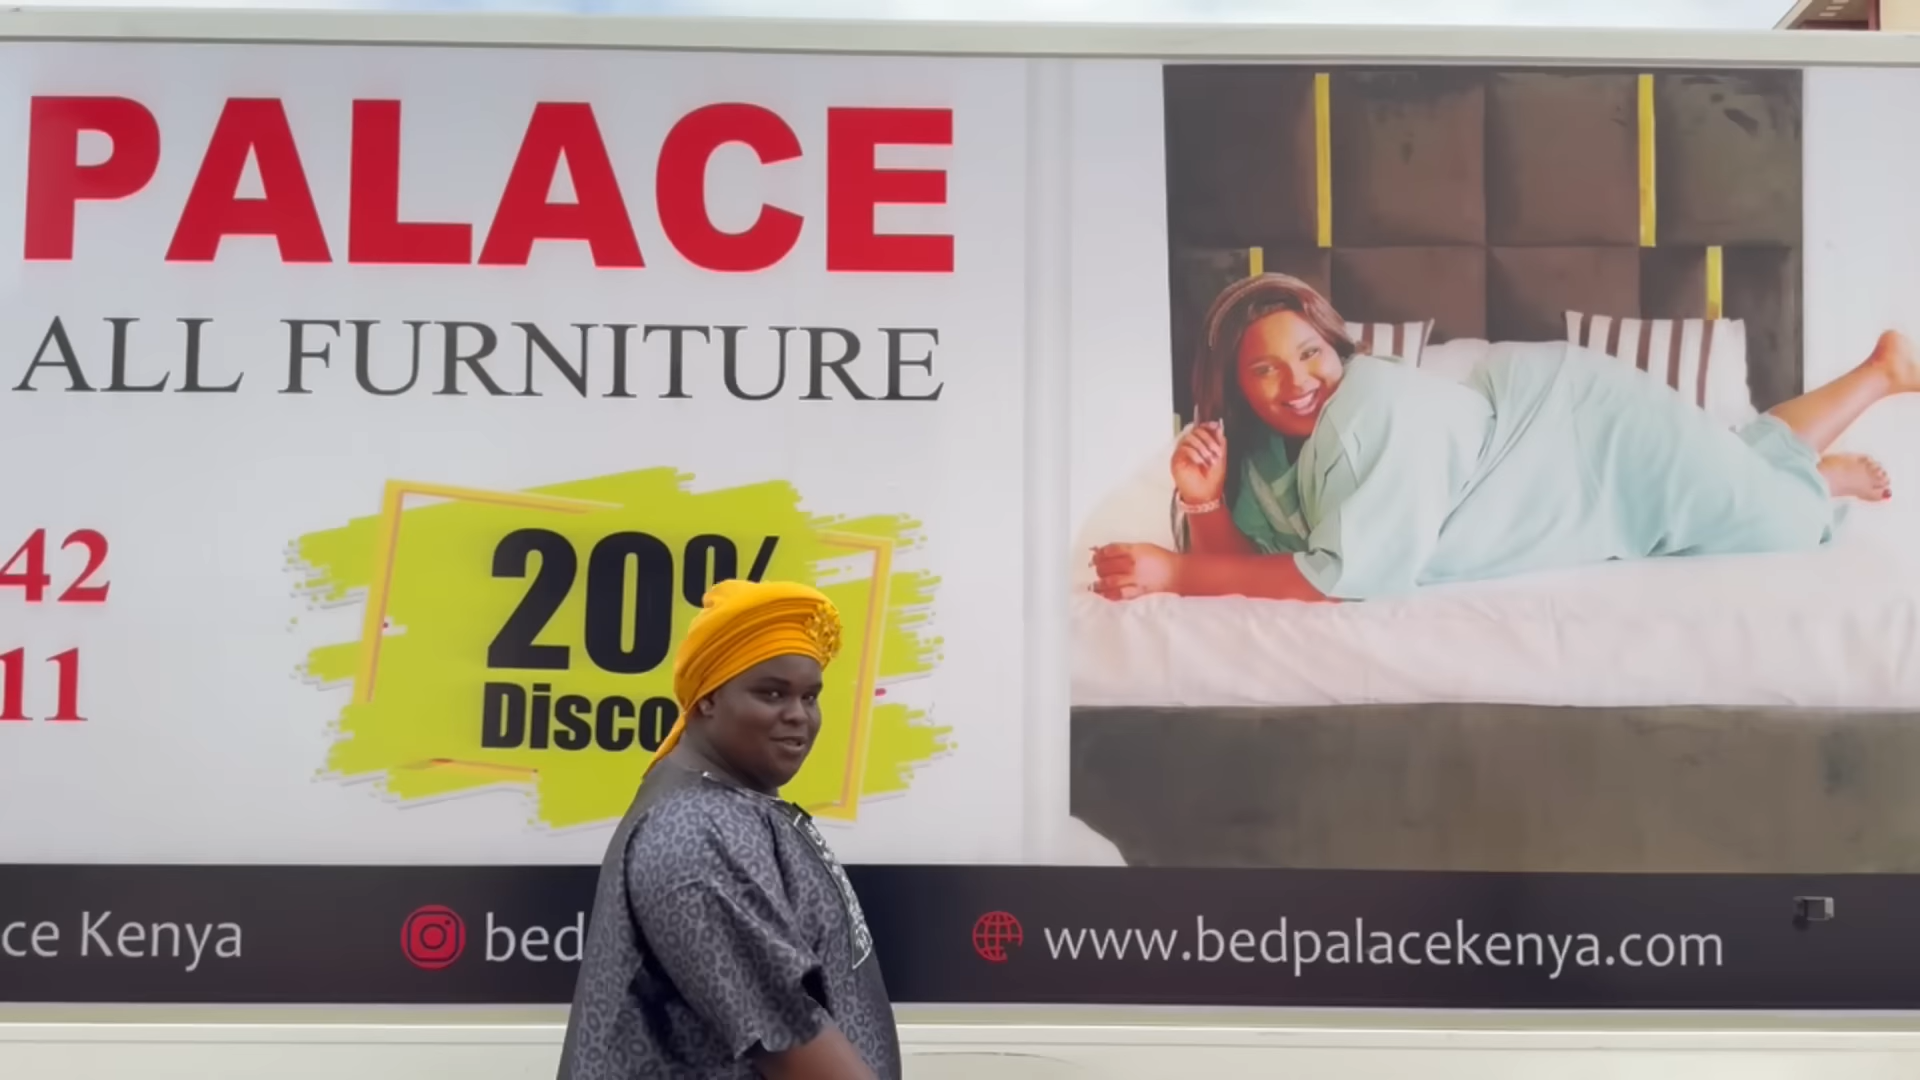 PALACE
ALL FURNITURE
42
11
20%
Disco
ce Kenya
bed
www.bedpalacekenya.com